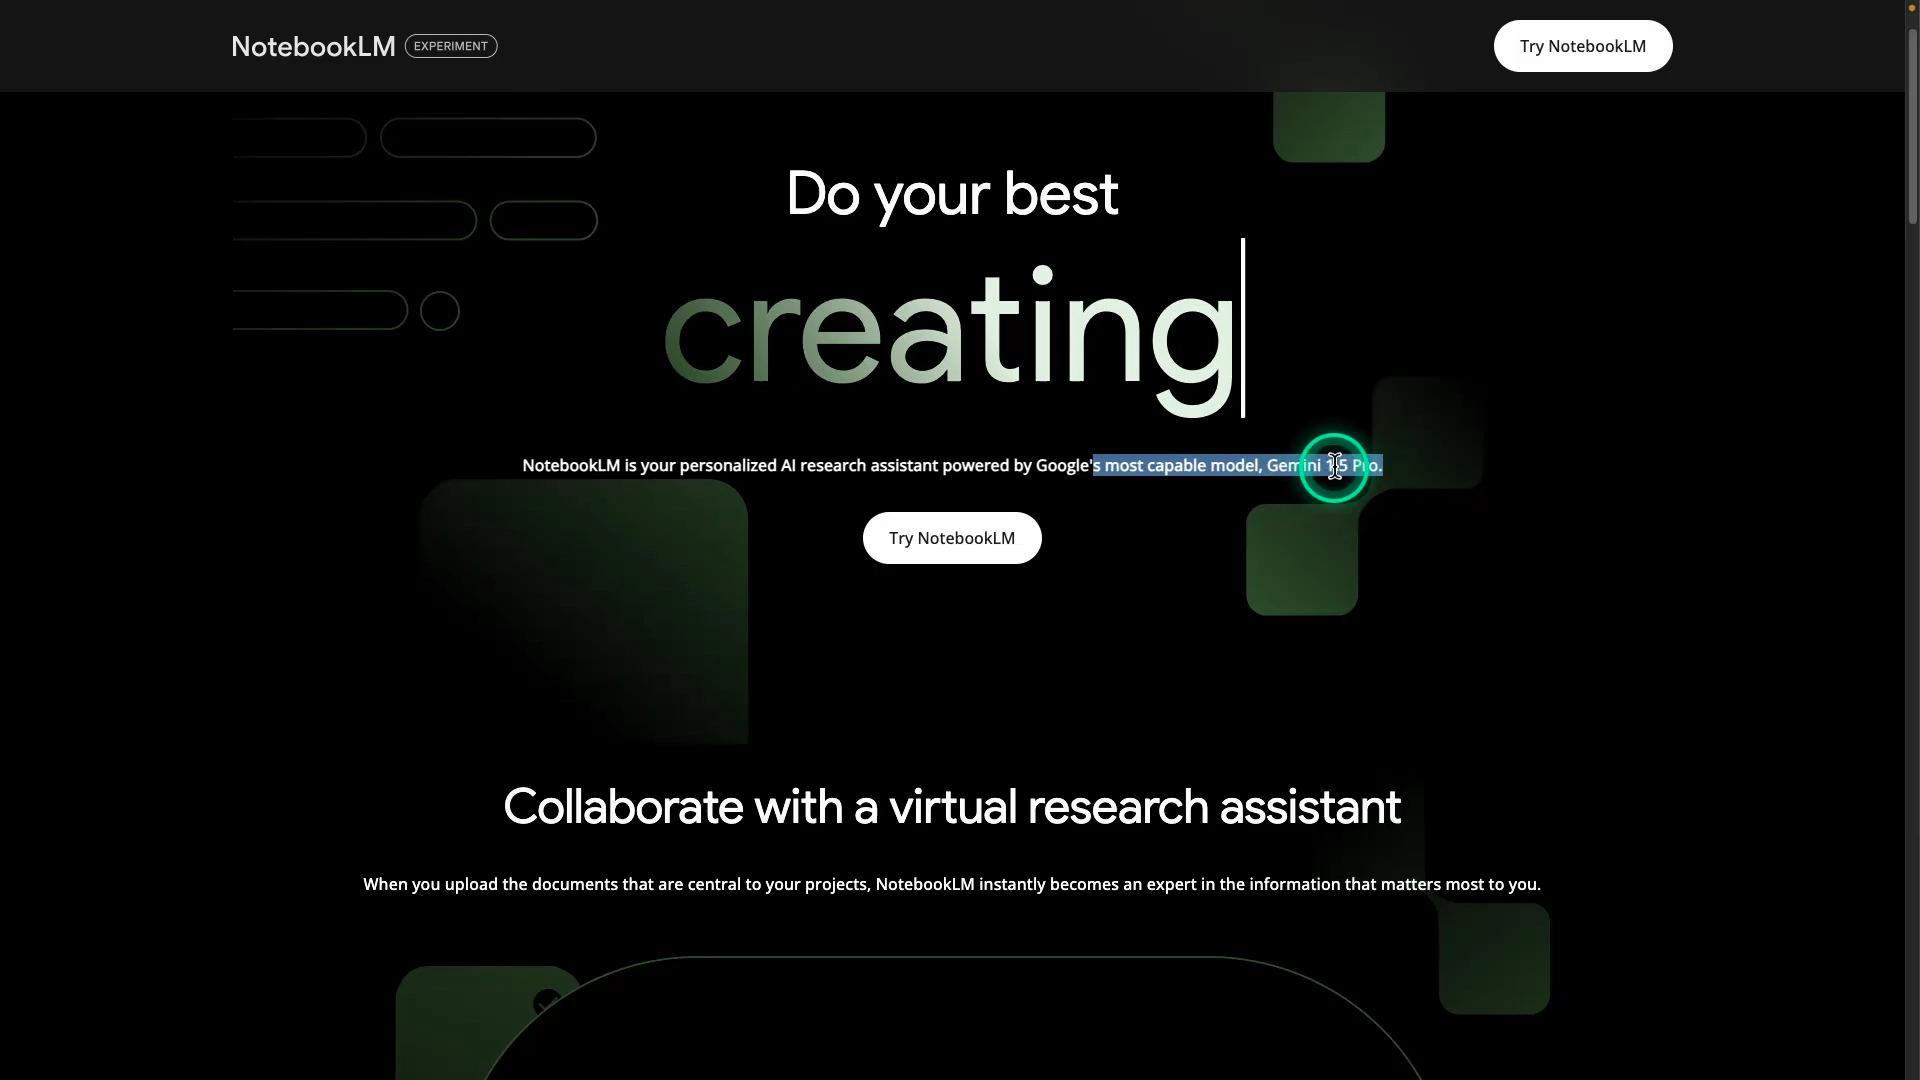 NotebookLM EXPERIMENT
Try NotebookLM
Do your best
creating
NotebookLM is your personalized AI research assistant powered by Google's most capable model, Gemini 1.5 Pro.
Try NotebookLM
Collaborate with a virtual research assistant
When you upload the documents that are central to your projects, NotebookLM instantly becomes an expert in the information that matters most to you.